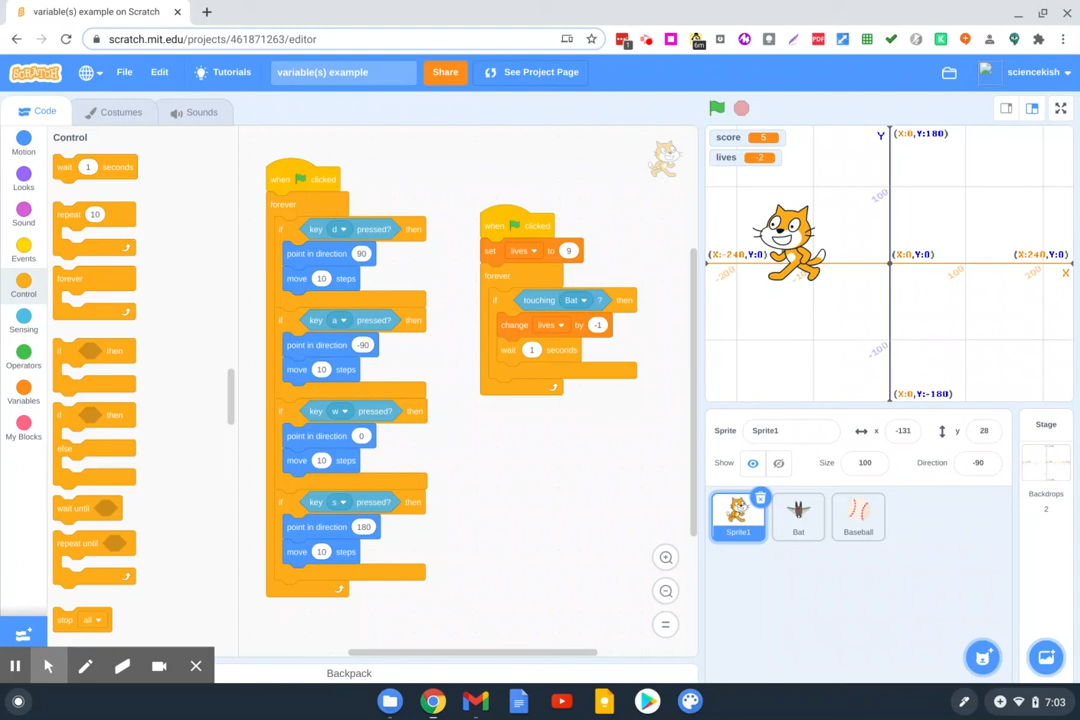 variable(s) example on Scratch
scratch.mit.edu/projects/461871263/editor
1
6m
PDF
K
SCRATCH
File
Edit
Tutorials
variable(s) example
Share
See Project Page
sciencekish
Code
Costumes
Sounds
Motion
Looks
Sound
Events
Control
Sensing
Operators
Variables
My Blocks
Control
wait 1 seconds
repeat 10
forever
if then
if then
else
wait until
repeat until
stop all
when clicked
forever
if key d pressed? then
point in direction 90
move 10 steps
if key a pressed? then
point in direction -90
move 10 steps
if key w pressed? then
point in direction 0
move 10 steps
if key s pressed? then
point in direction 180
move 10 steps
when clicked
set lives to 9
forever
if touching Bat ? then
change lives by -1
wait 1 seconds
Backpack
score 5
lives -2
Y
(X:0,Y:180)
100
(X:-240,Y:0)
(X:0,Y:0)
(X:240,Y:0)
-200
100
200
X
-100
(X:0,Y:-180)
Sprite
Sprite1
x
-131
y
28
Show
Size
100
Direction
-90
Sprite1
Bat
Baseball
Stage
Backdrops
2
7:03